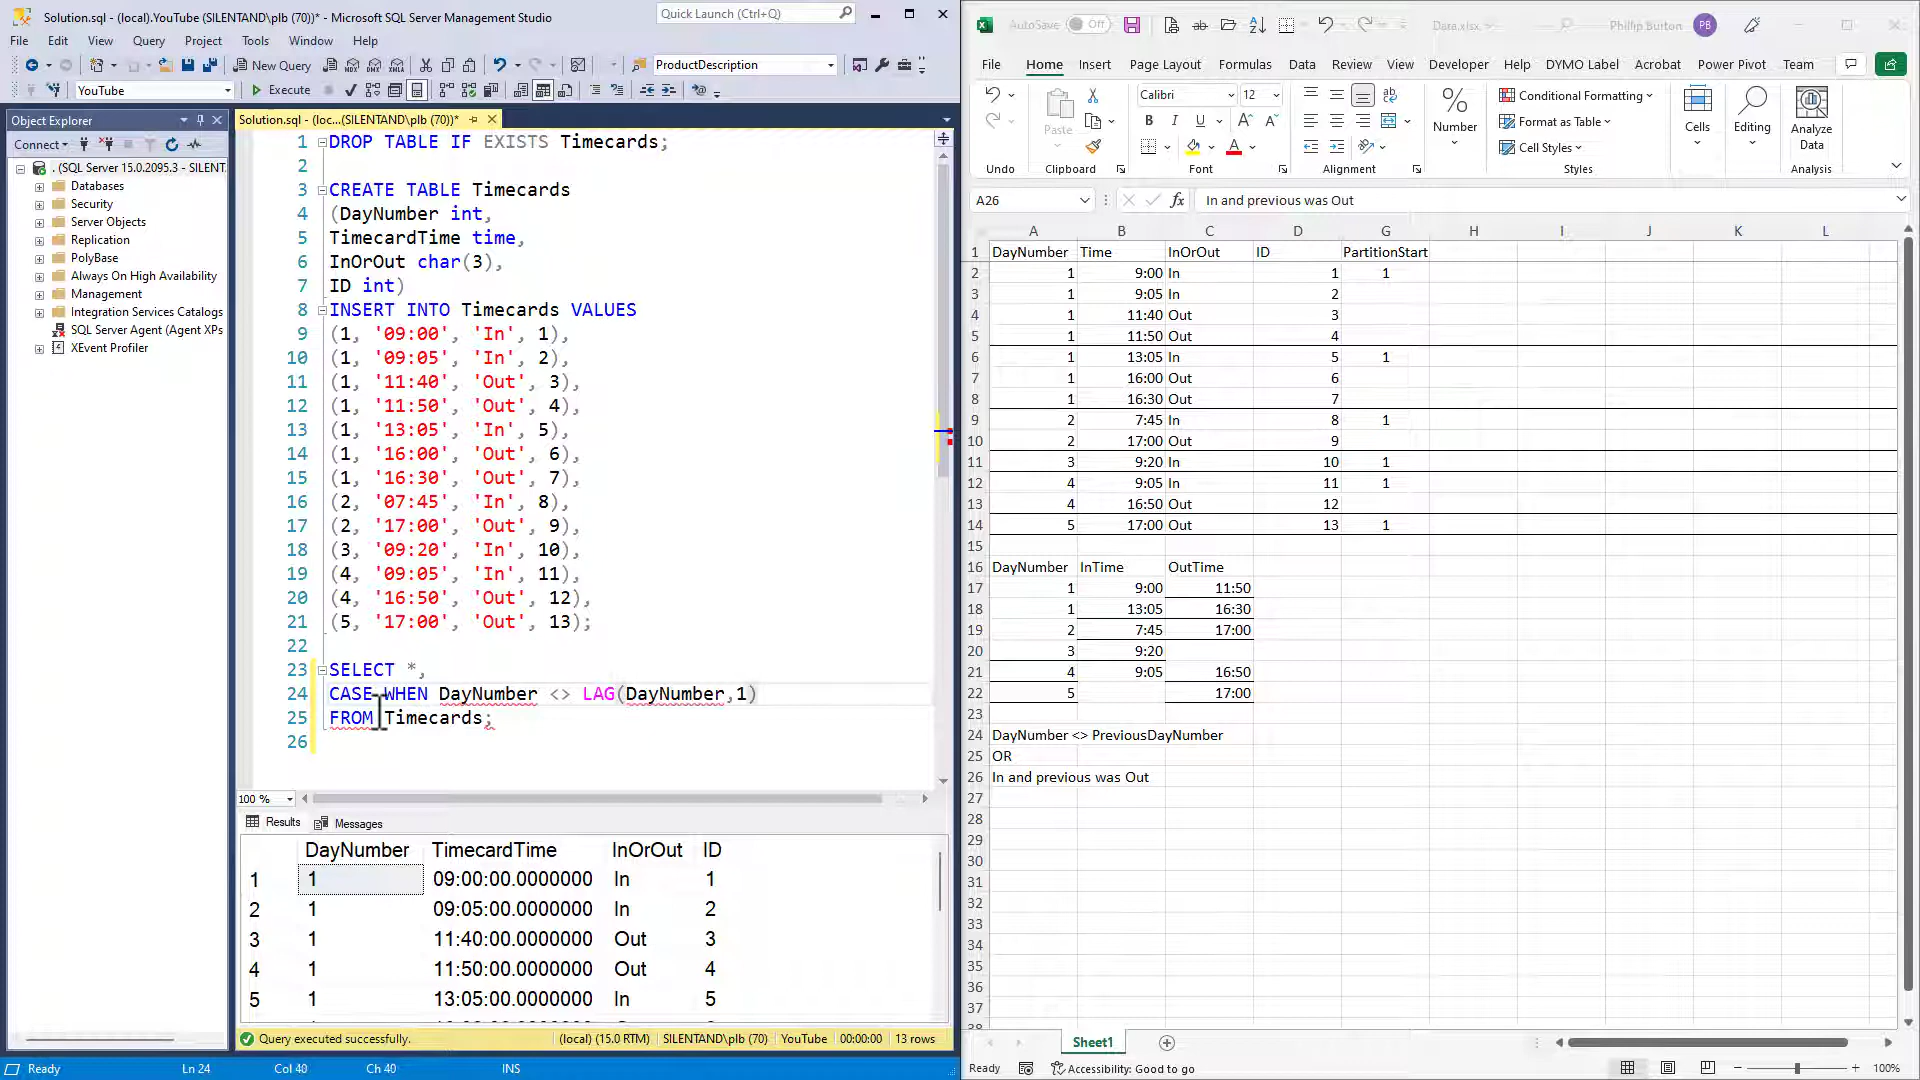 Solution.sql - (local).YouTube (SILENTAND\plb (70))* - Microsoft SQL Server Management Studio
Quick Launch (Ctrl+Q)
File Edit View Query Project Tools Window Help
New Query
ProductDescription
YouTube
Execute
Object Explorer
Connect
. (SQL Server 15.0.2095.3 - SILENT
Databases
Security
Server Objects
Replication
PolyBase
Always On High Availability
Management
Integration Services Catalogs
SQL Server Agent (Agent XPs
XEvent Profiler
Solution.sql - (loc...(SILENTAND\plb (70))*
1 DROP TABLE IF EXISTS Timecards;
2
3 CREATE TABLE Timecards
4 (DayNumber int,
5 TimecardTime time,
6 InOrOut char(3),
7 ID int)
8 INSERT INTO Timecards VALUES
9 (1, '09:00', 'In', 1),
10 (1, '09:05', 'In', 2),
11 (1, '11:40', 'Out', 3),
12 (1, '11:50', 'Out', 4),
13 (1, '13:05', 'In', 5),
14 (1, '16:00', 'Out', 6),
15 (1, '16:30', 'Out', 7),
16 (2, '07:45', 'In', 8),
17 (2, '17:00', 'Out', 9),
18 (3, '09:20', 'In', 10),
19 (4, '09:05', 'In', 11),
20 (4, '16:50', 'Out', 12),
21 (5, '17:00', 'Out', 13);
22
23 SELECT *,
24 CASE WHEN DayNumber <> LAG(DayNumber,1)
25 FROM Timecards;
26
100 %
Results Messages
DayNumber TimecardTime InOrOut ID
1 1 09:00:00.0000000 In 1
2 1 09:05:00.0000000 In 2
3 1 11:40:00.0000000 Out 3
4 1 11:50:00.0000000 Out 4
5 1 13:05:00.0000000 In 5
Query executed successfully. (local) (15.0 RTM) SILENTAND\plb (70) YouTube 00:00:00 13 rows
Ready Ln 24 Col 40 Ch 40 INS
AutoSave Off Data.xlsx Phillip Burton PB
File Home Insert Page Layout Formulas Data Review View Developer Help DYMO Label Acrobat Power Pivot Team
Calibri 12
Paste
B I U
Number
Conditional Formatting
Format as Table
Cell Styles
Cells
Editing
Analyze Data
Undo Clipboard Font Alignment Styles Analysis
A26 fx In and previous was Out
A B C D E F G H I J K L
1 DayNumber Time InOrOut ID PartitionStart
2 1 9:00 In 1 1
3 1 9:05 In 2
4 1 11:40 Out 3
5 1 11:50 Out 4
6 1 13:05 In 5 1
7 1 16:00 Out 6
8 1 16:30 Out 7
9 2 7:45 In 8 1
10 2 17:00 Out 9
11 3 9:20 In 10 1
12 4 9:05 In 11 1
13 4 16:50 Out 12
14 5 17:00 Out 13 1
15
16 DayNumber InTime OutTime
17 1 9:00 11:50
18 1 13:05 16:30
19 2 7:45 17:00
20 3 9:20
21 4 9:05 16:50
22 5 17:00
23
24 DayNumber <> PreviousDayNumber
25 OR
26 In and previous was Out
27
28
29
30
31
32
33
34
35
36
37
38
Sheet1
Ready Accessibility: Good to go 100%